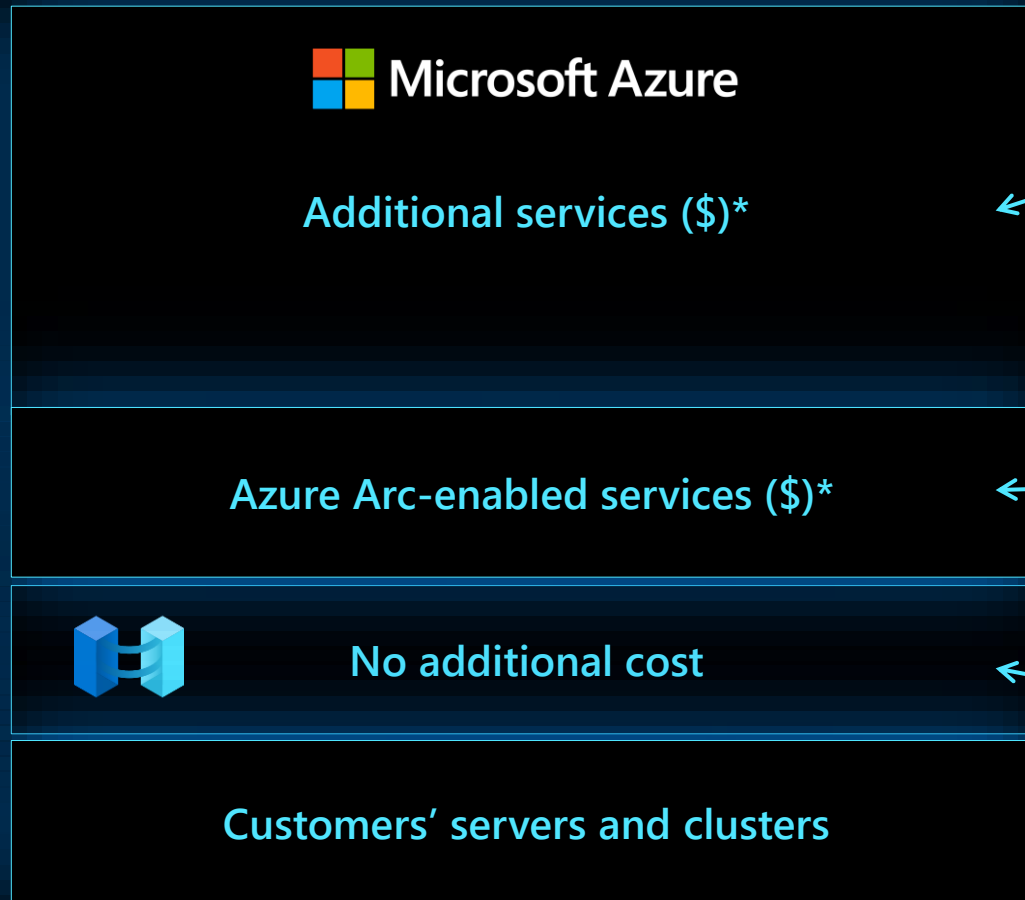 Microsoft Azure
Additional services ($)*
Azure Arc-enabled services ($)*
No additional cost
Customers’ servers and clusters